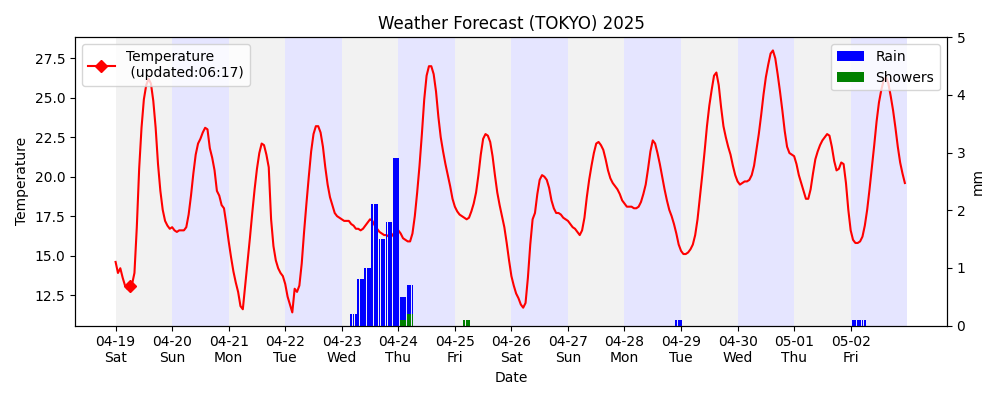 Weather Forecast (TOKYO) 2025
Temperature
(updated:06:17)
Rain
Showers
27.5
25.0
22.5
20.0
17.5
15.0
12.5
Temperature
5
4
3
2
1
0
mm
04-19 04-20 04-21 04-22 04-23 04-24 04-25 04-26 04-27 04-28 04-29 04-30 05-01 05-02
Sat Sun Mon Tue Wed Thu Fri Sat Sun Mon Tue Wed Thu Fri
Date